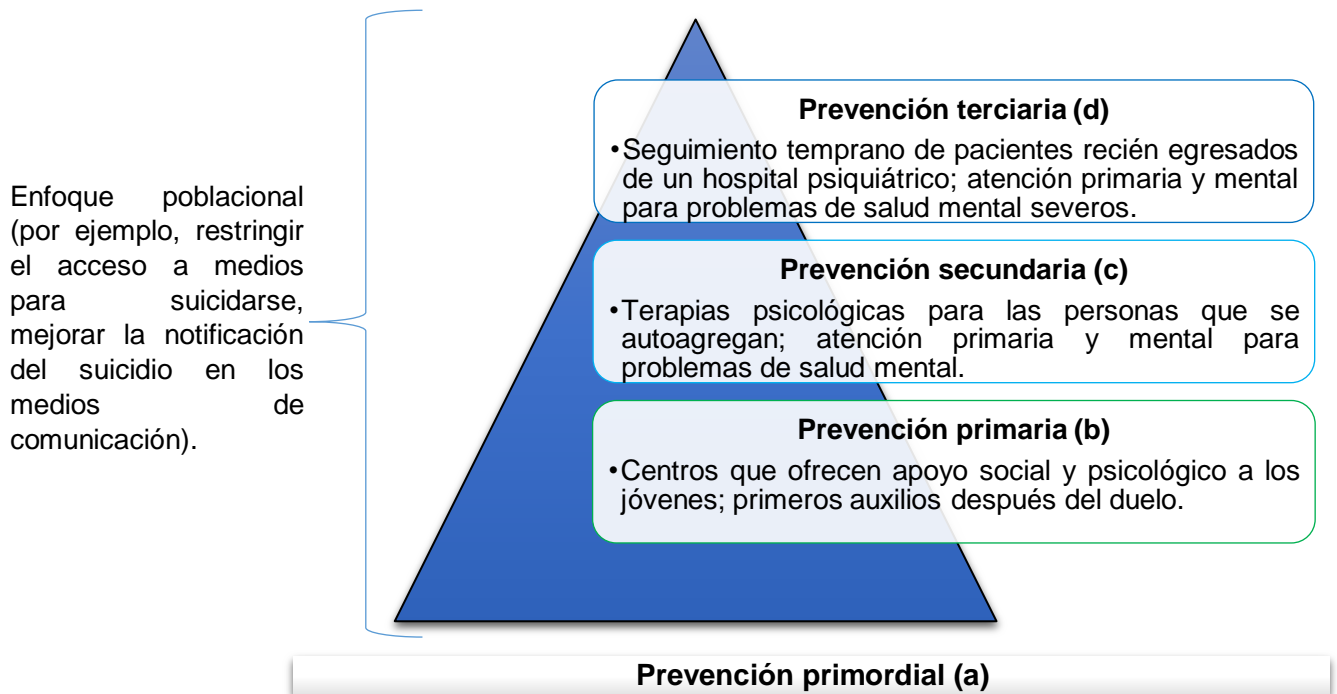 Enfoque poblacional
(por ejemplo, restringir
el acceso a medios
para suicidarse,
mejorar la notificación
del suicidio en los
medios de
comunicación).
Prevención terciaria (d)
•Seguimiento temprano de pacientes recién egresados
de un hospital psiquiátrico; atención primaria y mental
para problemas de salud mental severos.
Prevención secundaria (c)
•Terapias psicológicas para las personas que se
autoagregan; atención primaria y mental para
problemas de salud mental.
Prevención primaria (b)
•Centros que ofrecen apoyo social y psicológico a los
jóvenes; primeros auxilios después del duelo.
Prevención primordial (a)